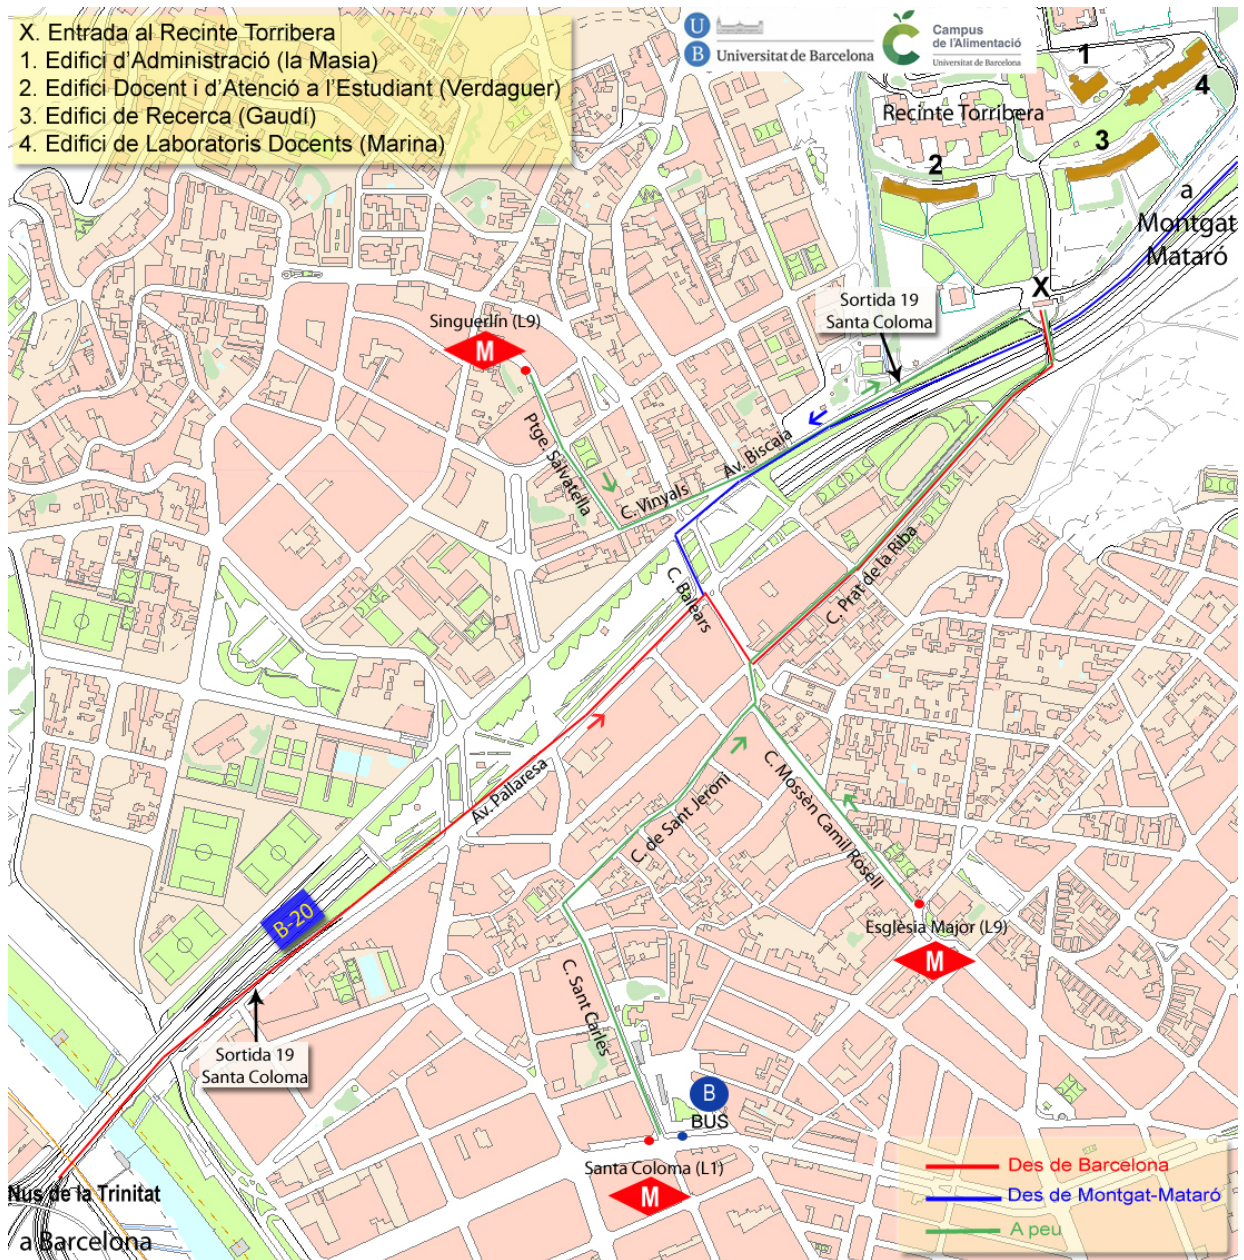 X. Entrada al Recinte Torribera
1. Edifici d'Administració (la Masia)
2. Edifici Docent i d'Atenció a l'Estudiant (Verdaguer)
3. Edifici de Recerca (Gaudí)
4. Edifici de Laboratoris Docents (Marina)
U
B Universitat de Barcelona
Campus
de l'Alimentació
Universitat de Barcelona
1
4
Recinte Torribera
3
2
a
Montgat
Mataró
X
Sortida 19
Santa Coloma
Singuerlín (L9)
M
Ptge. Salvatella
C. Vinyals
Av. Biscaia
C. Balears
C. Prat de la Riba
Av. Pallaresa
C. de Sant Jeroni
C. Mossèn Camil Rosell
B-20
Esglèsia Major (L9)
M
C. Sant Carles
Sortida 19
Santa Coloma
B
BUS
Santa Coloma (L1)
M
Nus de la Trinitat
a Barcelona
Des de Barcelona
Des de Montgat-Mataró
A peu